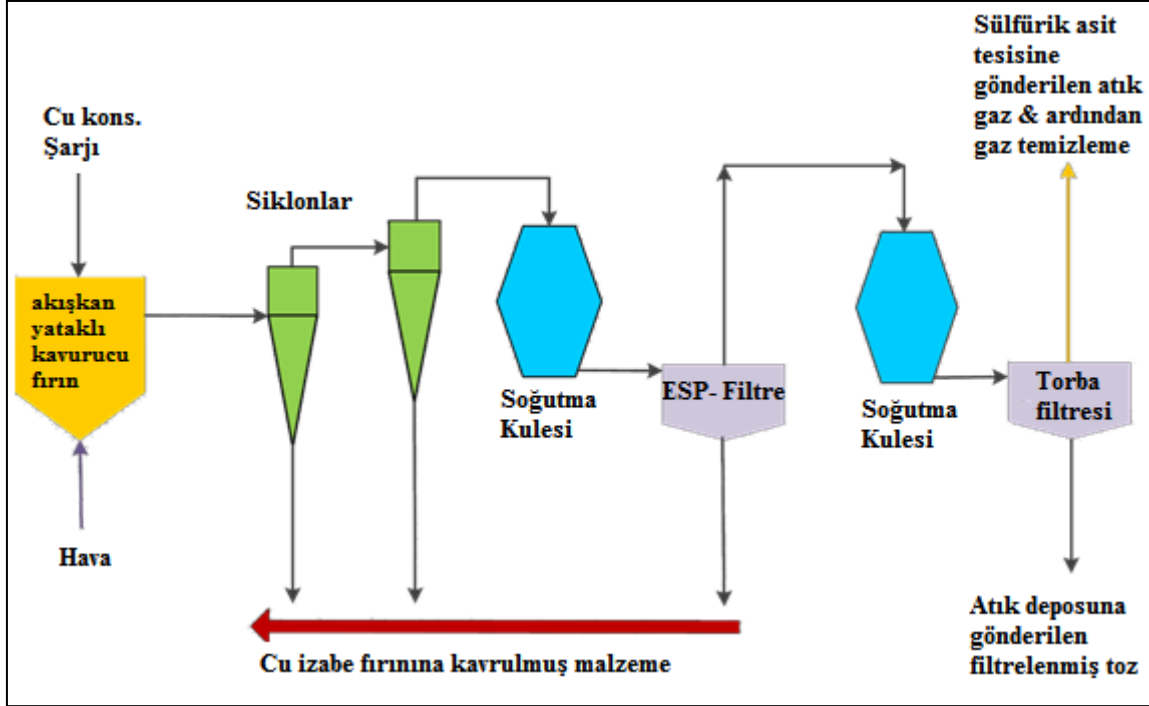 Sülfürik asit
tesisine
gönderilen atık
gaz & ardından
gaz temizleme
Cu kons.
Şarjı
Siklonlar
akışkan
yataklı
kavurucu
fırın
ESP- Filtre
Torba
filtresi
Soğutma
Kulesi
Soğutma
Kulesi
Hava
Atık deposuna
gönderilen
filtrelenmiş toz
Cu izabe fırınına kavrulmuş malzeme